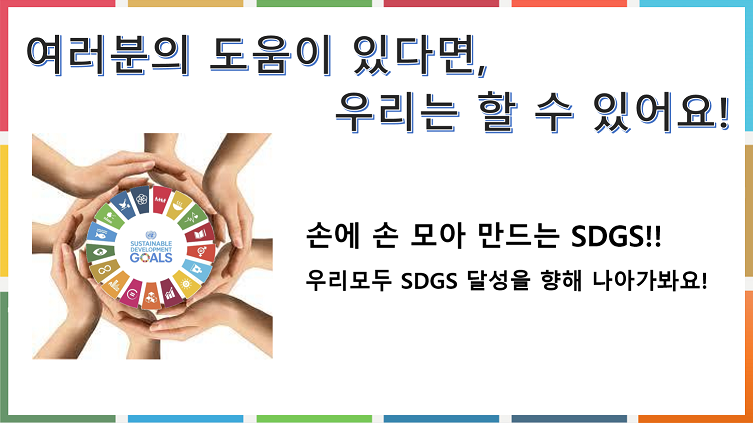 여러분의 도움이 있다면,
우리는 할 수 있어요!
SUSTAINABLE
DEVELOPMENT
GOALS
손에 손 모아 만드는 SDGS!!
우리모두 SDGS 달성을 향해 나아가봐요!